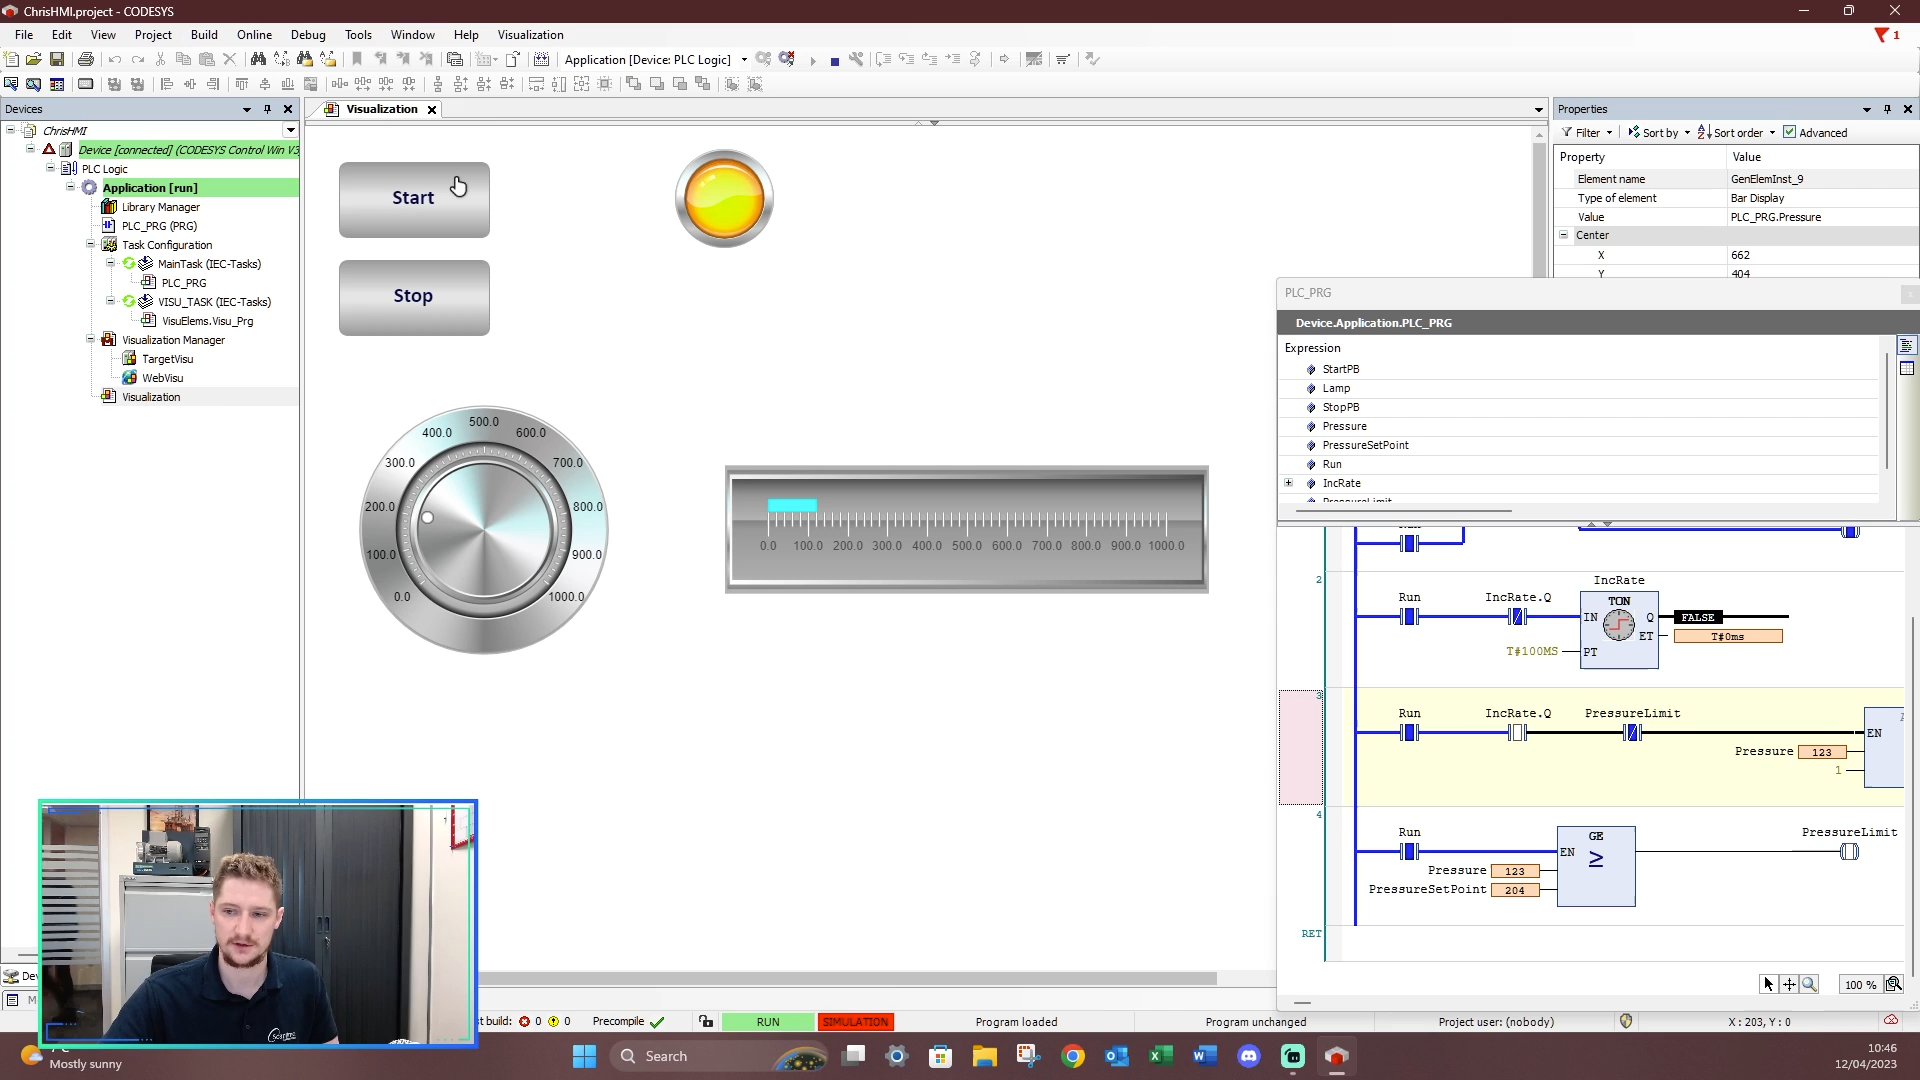 ChrisHMI.project - CODESYS
File Edit View Project Build Online Debug Tools Window Help Visualization
1
Application [Device: PLC Logic]
Devices
ChrisHMI
Device [connected] (CODESYS Control Win V3
PLC Logic
Application [run]
Library Manager
PLC_PRG (PRG)
Task Configuration
MainTask (IEC-Tasks)
PLC_PRG
VISU_TASK (IEC-Tasks)
VisuElems.Visu_Prg
Visualization Manager
TargetVisu
WebVisu
Visualization
Visualization
Start
Stop
500.0
400.0 600.0
300.0 700.0
200.0 800.0
100.0 900.0
0.0 1000.0
0.0 100.0 200.0 300.0 400.0 500.0 600.0 700.0 800.0 900.0 1000.0
Properties
Filter Sort by Sort order Advanced
Property Value
Element name GenElemInst_9
Type of element Bar Display
Value PLC_PRG.Pressure
Center
X 662
Y 404
PLC_PRG
Device.Application.PLC_PRG
Expression
StartPB
Lamp
StopPB
Pressure
PressureSetPoint
Run
IncRate
PressureLimit
2
IncRate
Run IncRate.Q TON
IN Q FALSE
ET T#0ms
T#100MS PT
3
Run IncRate.Q PressureLimit
EN
Pressure 123
1
4
Run GE PressureLimit
EN ≥
Pressure 123
PressureSetPoint 204
RET
100 %
st build: 0 0 Precompile RUN SIMULATION Program loaded Program unchanged Project user: (nobody) X : 203, Y : 0
Mostly sunny
Search
10:46
12/04/2023